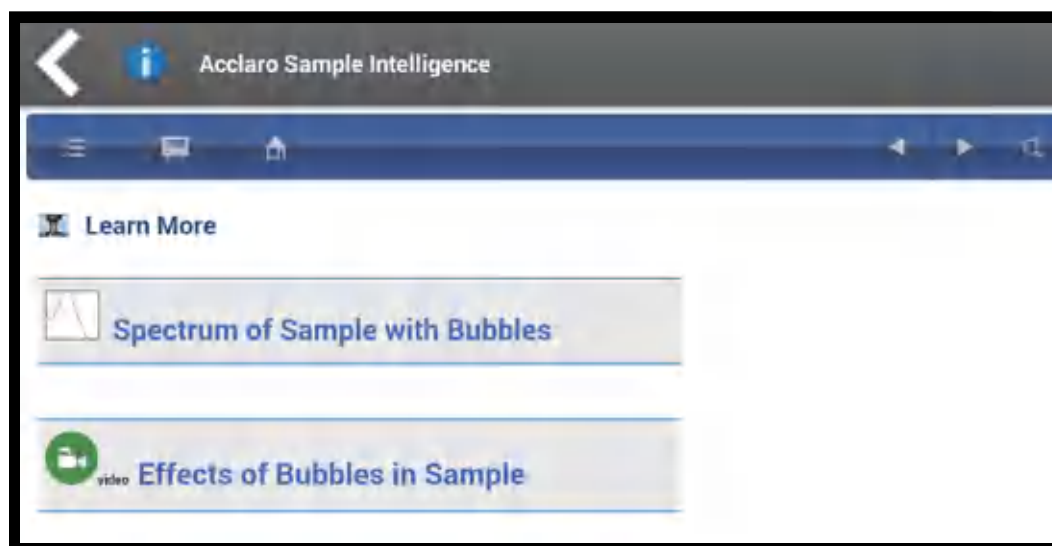 Acclaro Sample Intelligence
Learn More
Spectrum of Sample with Bubbles
video Effects of Bubbles in Sample